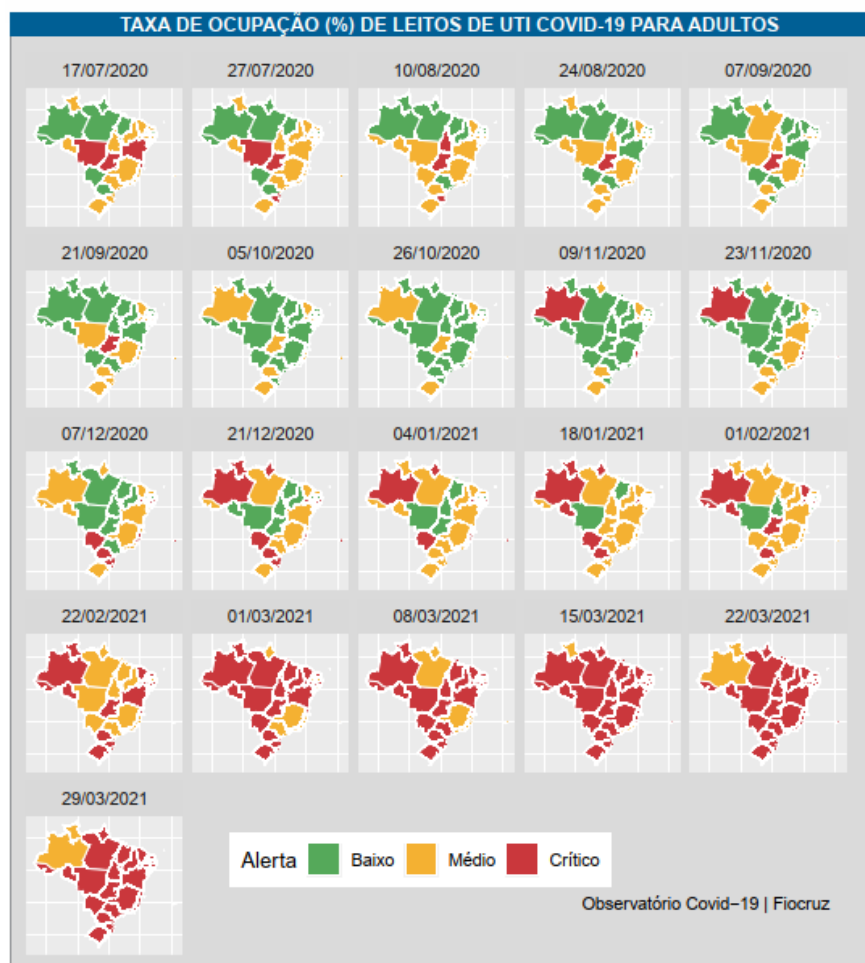 TAXA DE OCUPAÇÃO (%) DE LEITOS DE UTI COVID-19 PARA ADULTOS
17/07/2020 27/07/2020 10/08/2020 24/08/2020 07/09/2020
21/09/2020 05/10/2020 26/10/2020 09/11/2020 23/11/2020
07/12/2020 21/12/2020 04/01/2021 18/01/2021 01/02/2021
22/02/2021 01/03/2021 08/03/2021 15/03/2021 22/03/2021
29/03/2021
Alerta Baixo Médio Crítico
Observatório Covid−19 | Fiocruz